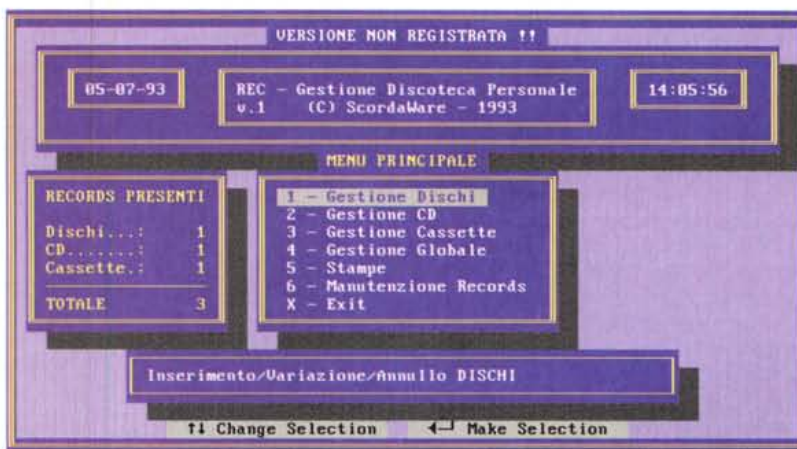 VERSIONE NON REGISTRATA !!
05-07-93
REC - Gestione Discoteca Personale
v.1 (C) ScordaWare - 1993
14:05:56
MENU PRINCIPALE
RECORDS PRESENTI
Dischi...: 1
CD.......: 1
Cassette.: 1
TOTALE 3
1 - Gestione Dischi
2 - Gestione CD
3 - Gestione Cassette
4 - Gestione Globale
5 - Stampe
6 - Manutenzione Records
X - Exit
Inserimento/Variazione/Annullo DISCHI
↑↓ Change Selection ◄─┘ Make Selection